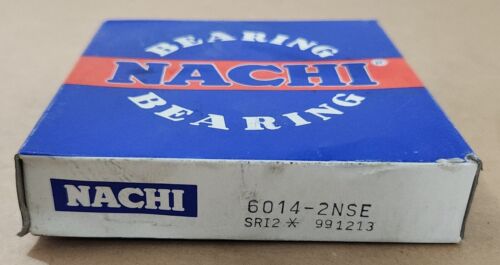 BEARING
NACHI®
BEARING
NACHI
6014-2NSE
SRI2* 991213